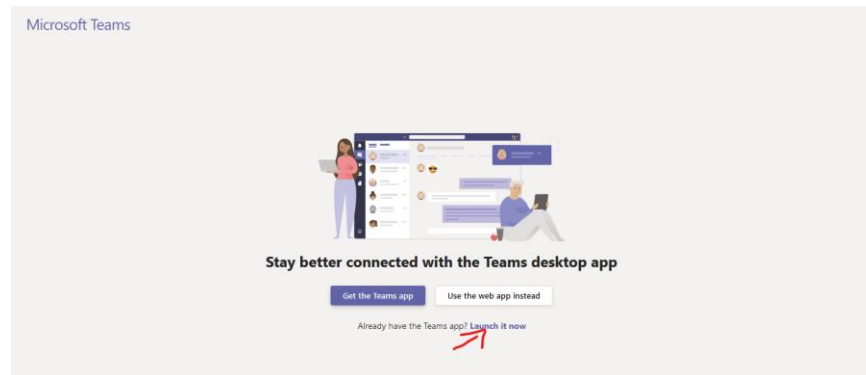 Microsoft Teams
Stay better connected with the Teams desktop app
Get the Teams app
Use the web app instead
Already have the Teams app? Launch it now